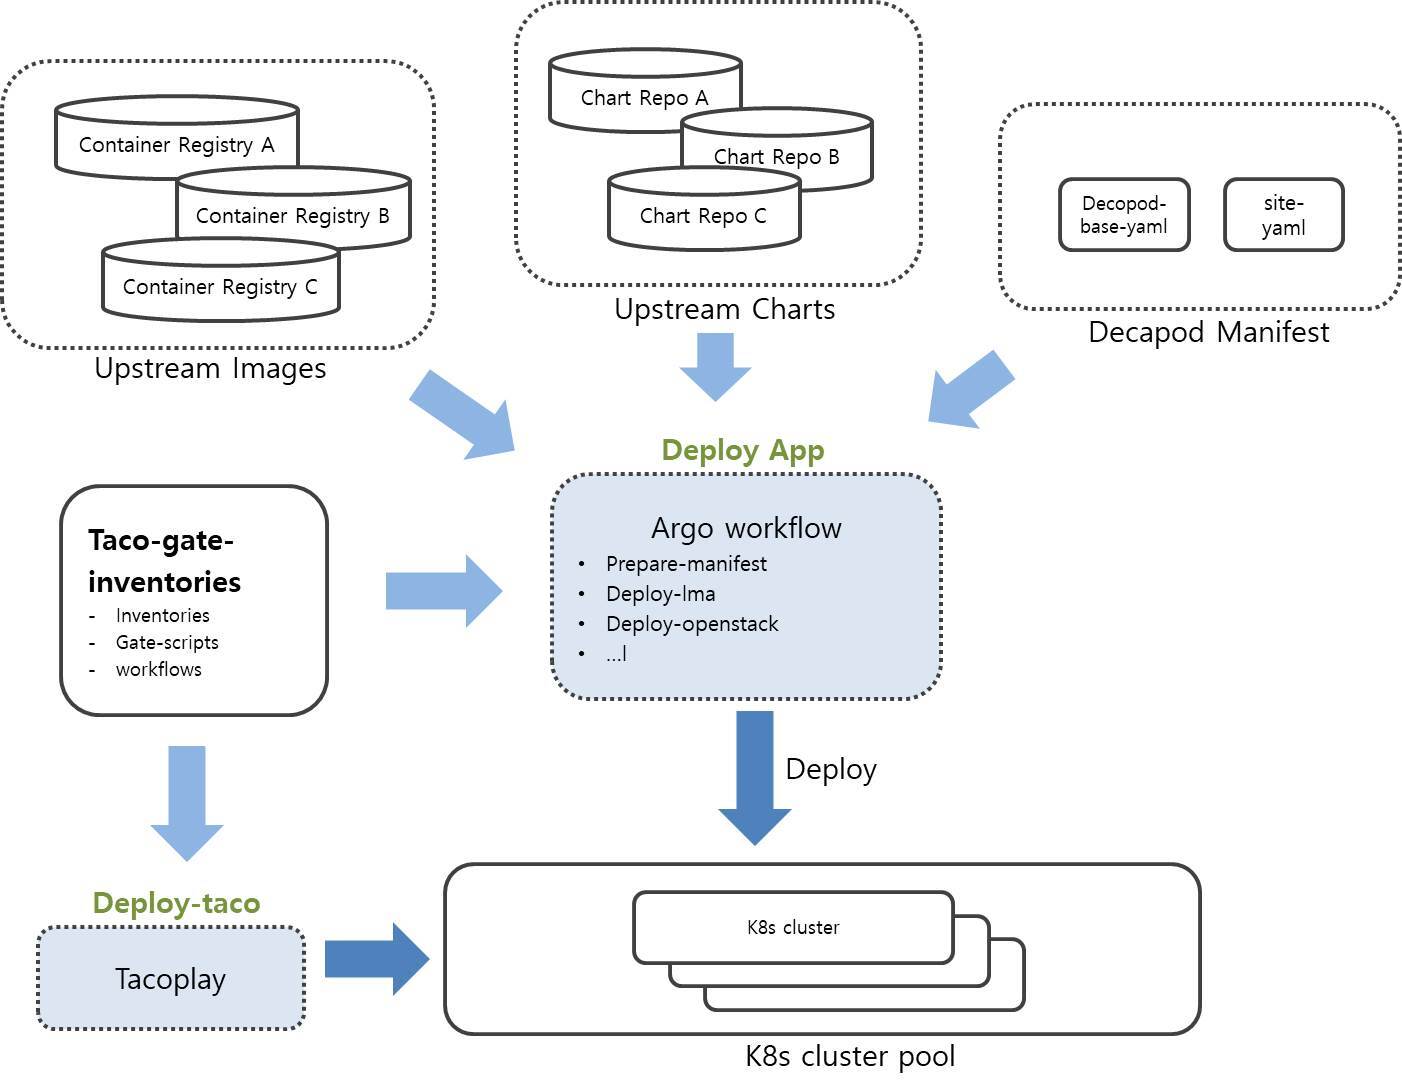 Container Registry A
Container Registry B
Container Registry C
Upstream Images
Chart Repo A
Chart Repo B
Chart Repo C
Upstream Charts
Decopod-
base-yaml
site-
yaml
Decapod Manifest
Deploy App
Argo workflow
• Prepare-manifest
• Deploy-lma
• Deploy-openstack
• ...l
Taco-gate-
inventories
- Inventories
- Gate-scripts
- workflows
Deploy
Deploy-taco
Tacoplay
K8s cluster
K8s cluster pool